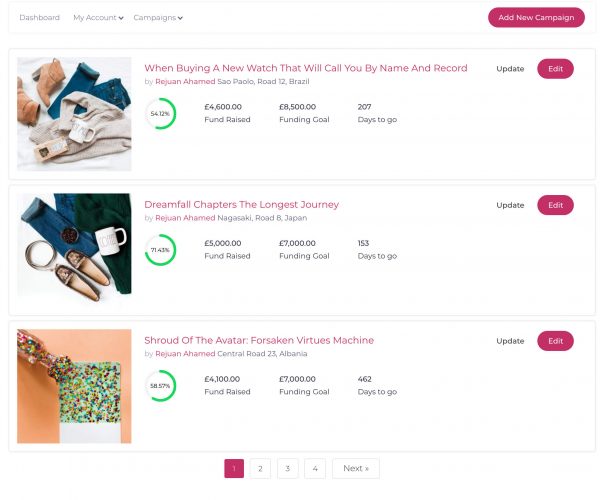 Dashboard My Account Campaigns Add New Campaign
When Buying A New Watch That Will Call You By Name And Record Update Edit
by Rejuan Ahamed Sao Paolo, Road 12, Brazil
54.12% £4,600.00 £8,500.00 207
Fund Raised Funding Goal Days to go
Dreamfall Chapters The Longest Journey Update Edit
by Rejuan Ahamed Nagasaki, Road 8, Japan
71.43% £5,000.00 £7,000.00 153
Fund Raised Funding Goal Days to go
Shroud Of The Avatar: Forsaken Virtues Machine Update Edit
by Rejuan Ahamed Central Road 23, Albania
58.57% £4,100.00 £7,000.00 462
Fund Raised Funding Goal Days to go
1 2 3 4 Next »